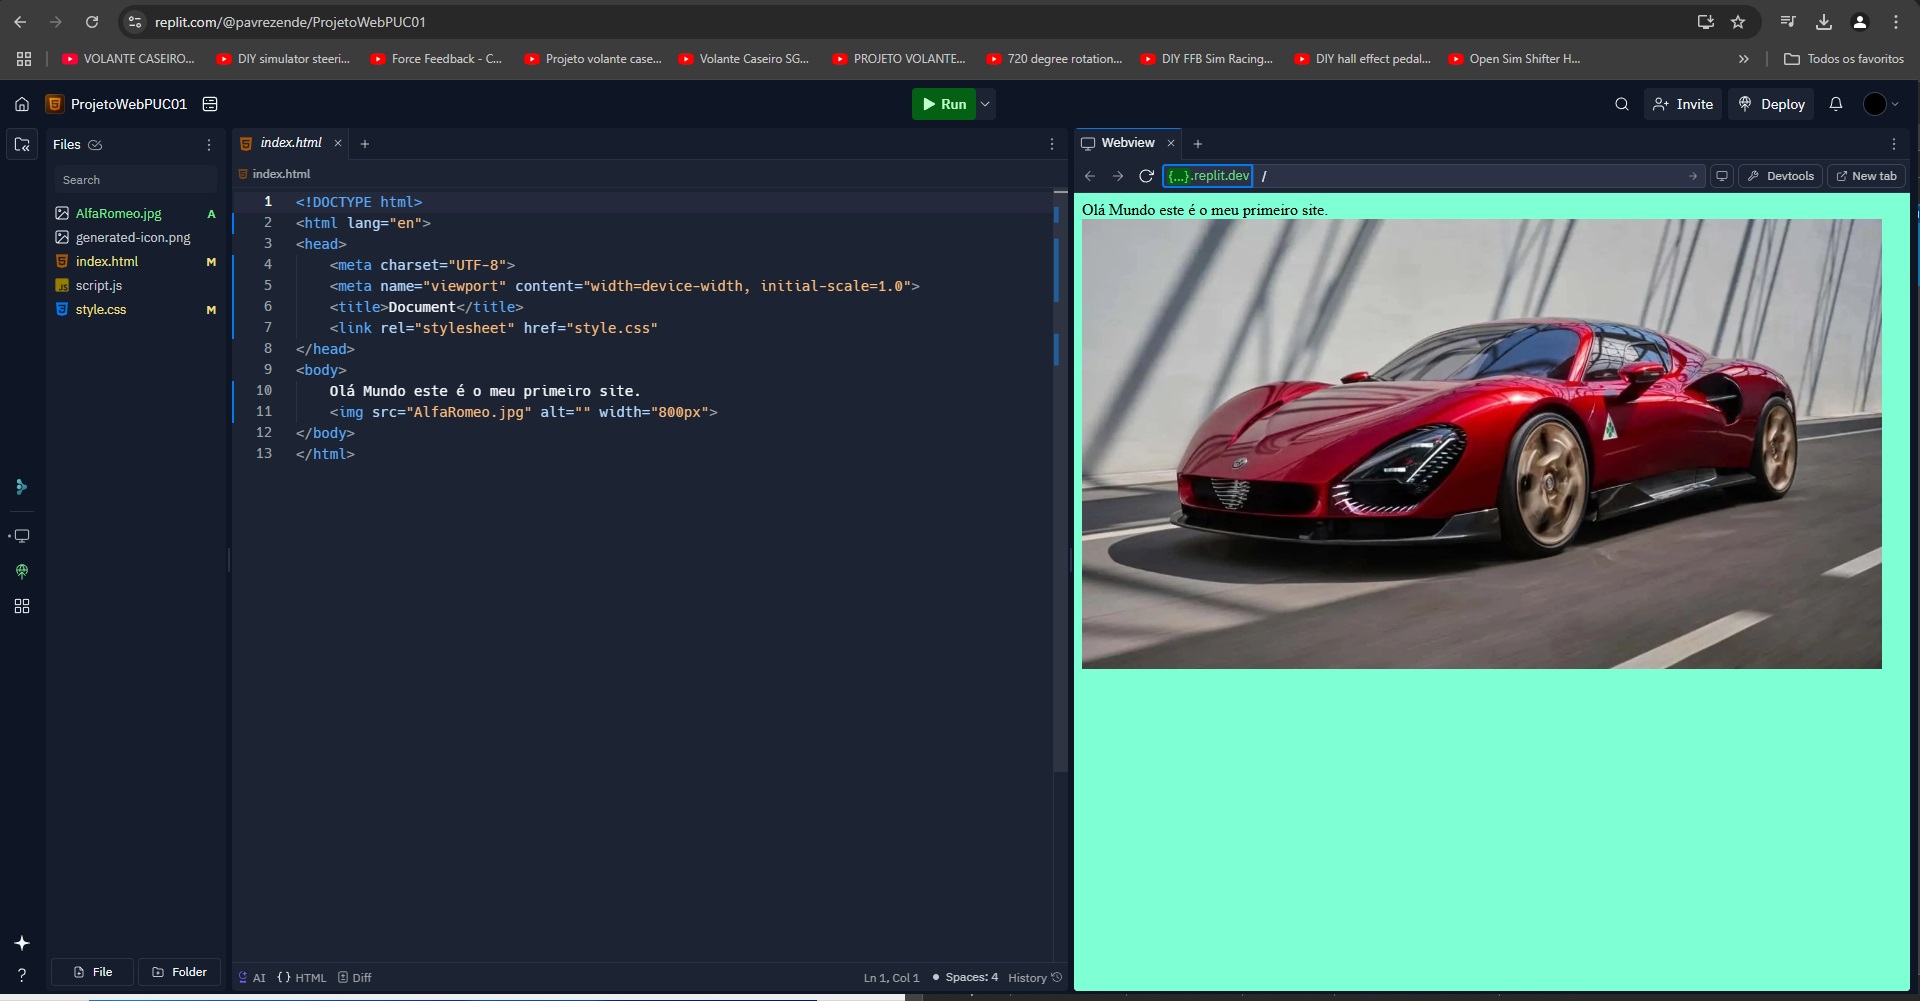 replit.com/@pavrezende/ProjetoWebPUC01
VOLANTE CASEIRO...
DIY simulator steeri...
Force Feedback - C...
Projeto volante case...
Volante Caseiro SG...
PROJETO VOLANTE...
720 degree rotation...
DIY FFB Sim Racing...
DIY hall effect pedal...
Open Sim Shifter H...
Todos os favoritos
ProjetoWebPUC01
Run
Invite
Deploy
Files
Search
AlfaRomeo.jpg A
generated-icon.png
index.html M
JS script.js
style.css M
File
Folder
index.html
index.html
1 <!DOCTYPE html>
2 <html lang="en">
3 <head>
4 <meta charset="UTF-8">
5 <meta name="viewport" content="width=device-width, initial-scale=1.0">
6 <title>Document</title>
7 <link rel="stylesheet" href="style.css"
8 </head>
9 <body>
10 Olá Mundo este é o meu primeiro site.
11 <img src="AlfaRomeo.jpg" alt="" width="800px">
12 </body>
13 </html>
AI
{} HTML
Diff
Ln 1, Col 1
Spaces: 4
History
Webview
{...}.replit.dev /
Devtools
New tab
Olá Mundo este é o meu primeiro site.